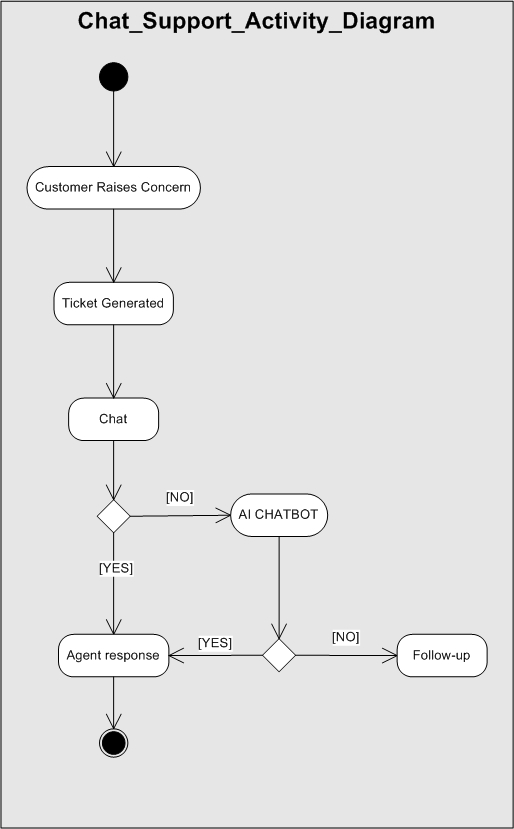 Chat_Support_Activity_Diagram
Customer Raises Concern
Ticket Generated
Chat
[NO]
AI CHATBOT
[YES]
[YES]
[NO]
Agent response
Follow-up